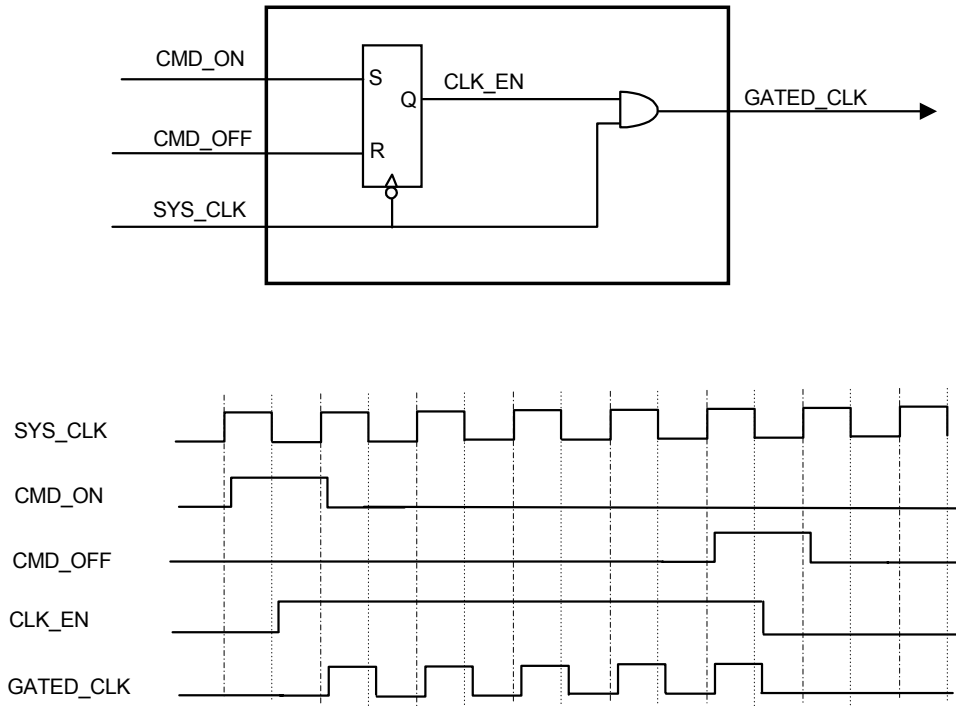 CMD_ON
S
CLK_EN
Q
GATED_CLK
CMD_OFF
R
SYS_CLK
SYS_CLK
CMD_ON
CMD_OFF
CLK_EN
GATED_CLK